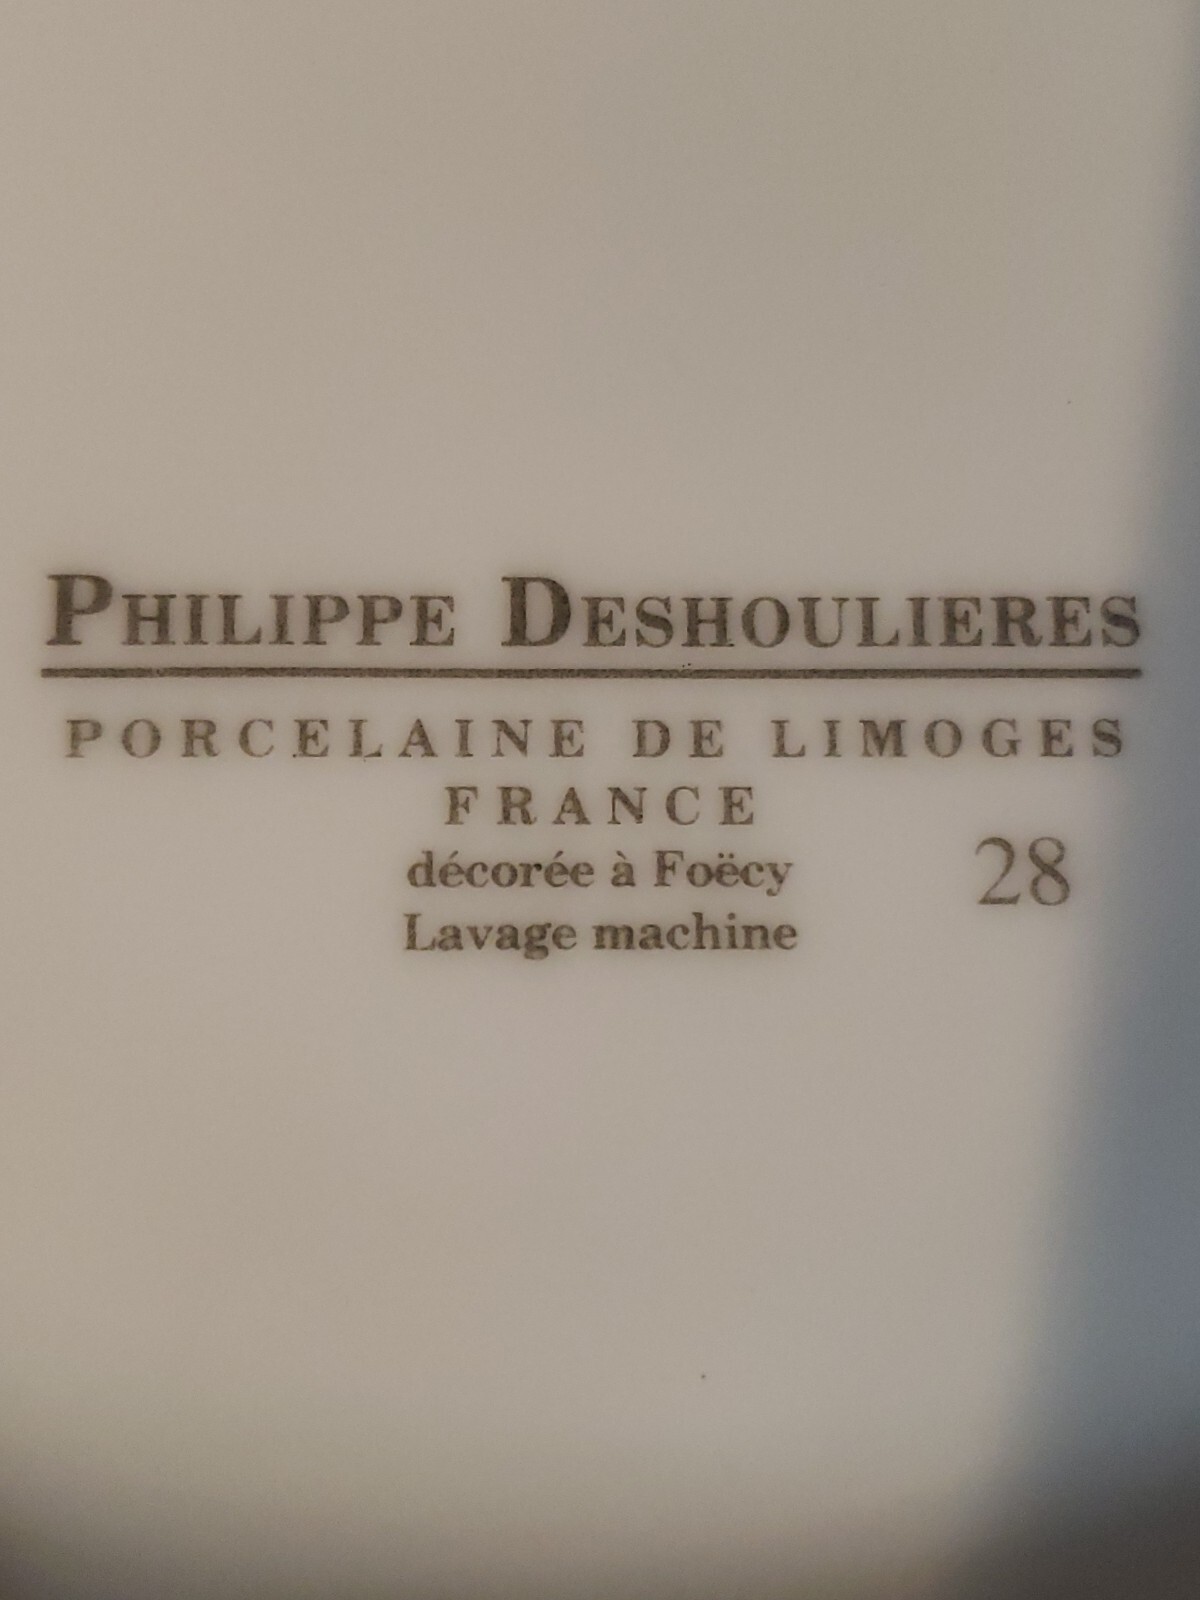 PHILIPPE DESHOULIERES
PORCELAINE DE LIMOGES
FRANCE
décorée à Foëcy
28
Lavage machine